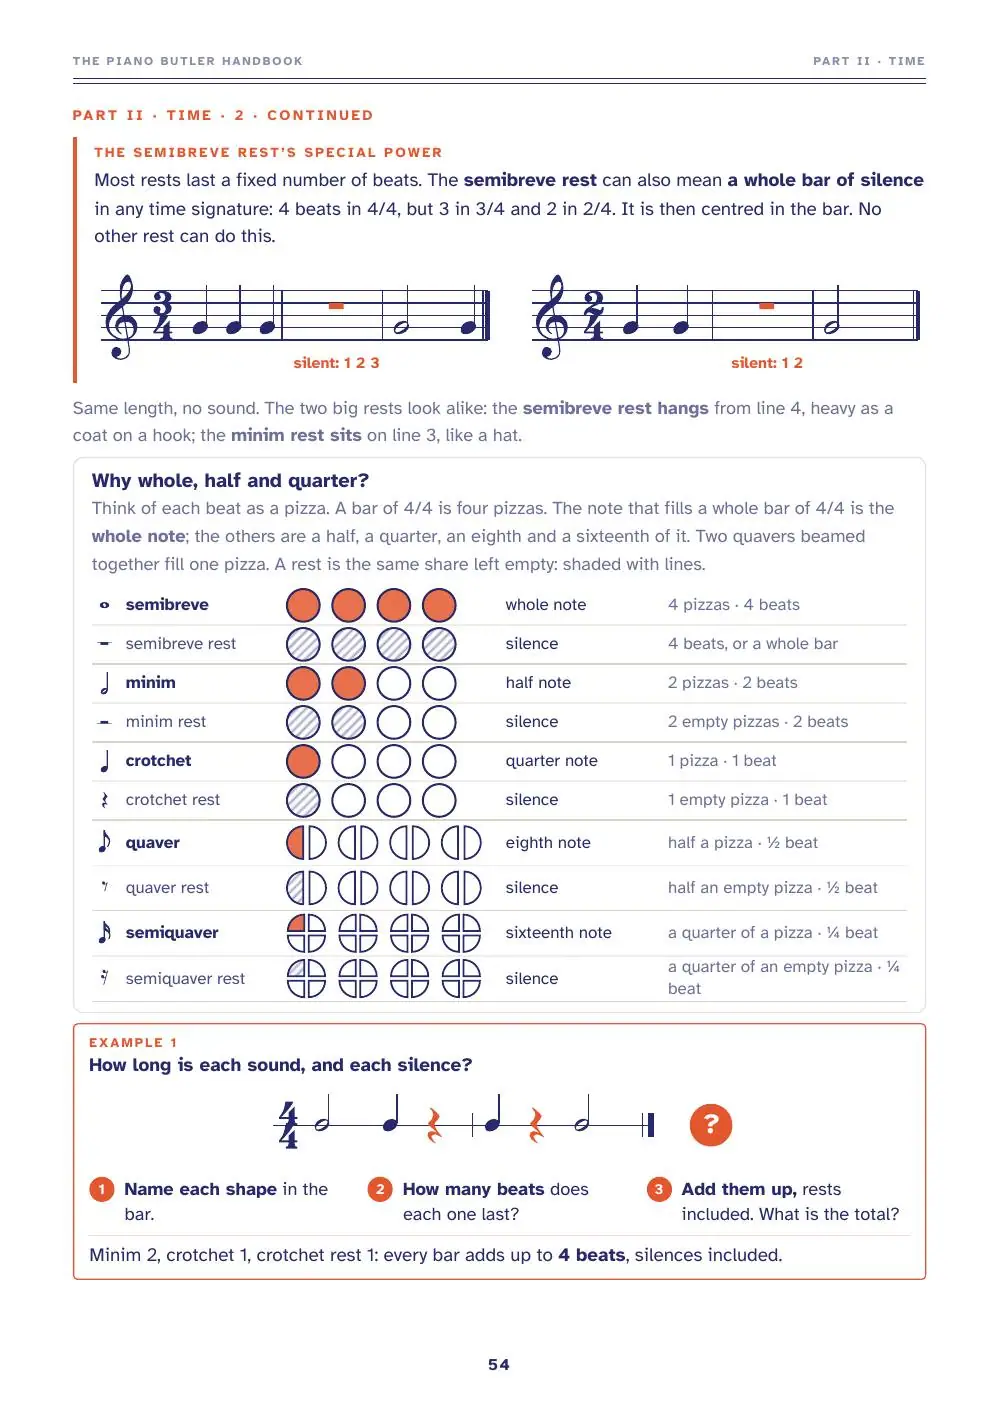 THE PIANO BUTLER HANDBOOK
PART II · TIME
PART II · TIME · 2 · CONTINUED
THE SEMIBREVE REST'S SPECIAL POWER
Most rests last a fixed number of beats. The semibreve rest can also mean a whole bar of silence
in any time signature: 4 beats in 4/4, but 3 in 3/4 and 2 in 2/4. It is then centred in the bar. No
other rest can do this.
3
4
silent: 1 2 3
2
4
silent: 1 2
Same length, no sound. The two big rests look alike: the semibreve rest hangs from line 4, heavy as a
coat on a hook; the minim rest sits on line 3, like a hat.
Why whole, half and quarter?
Think of each beat as a pizza. A bar of 4/4 is four pizzas. The note that fills a whole bar of 4/4 is the
whole note; the others are a half, a quarter, an eighth and a sixteenth of it. Two quavers beamed
together fill one pizza. A rest is the same share left empty: shaded with lines.
semibreve whole note 4 pizzas · 4 beats
semibreve rest silence 4 beats, or a whole bar
minim half note 2 pizzas · 2 beats
minim rest silence 2 empty pizzas · 2 beats
crotchet quarter note 1 pizza · 1 beat
crotchet rest silence 1 empty pizza · 1 beat
quaver eighth note half a pizza · ½ beat
quaver rest silence half an empty pizza · ½ beat
semiquaver sixteenth note a quarter of a pizza · ¼ beat
semiquaver rest silence a quarter of an empty pizza · ¼
beat
EXAMPLE 1
How long is each sound, and each silence?
4
4
?
1 Name each shape in the
bar.
2 How many beats does
each one last?
3 Add them up, rests
included. What is the total?
Minim 2, crotchet 1, crotchet rest 1: every bar adds up to 4 beats, silences included.
54